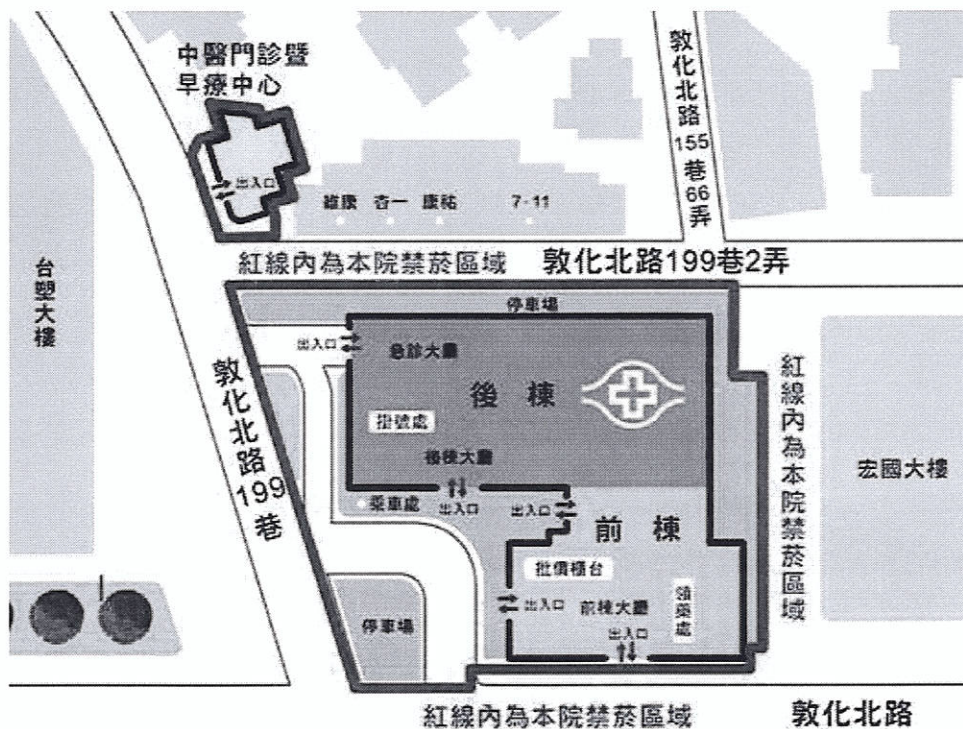 中醫門診暨
早療中心
出入口
敦化北路155巷66弄
維康 杏一 康祐 7-11
紅線內為本院禁菸區域 敦化北路199巷2弄
台塑大樓
停車場
出入口 急診大廳
後 棟
掛號處
後棟大廳
敦化北路199巷
紅線內為本院禁菸區域
宏國大樓
乘車處 出入口 出入口
前 棟
批價櫃台
出入口 前棟大廳
領藥處
出入口
停車場
紅線內為本院禁菸區域 敦化北路